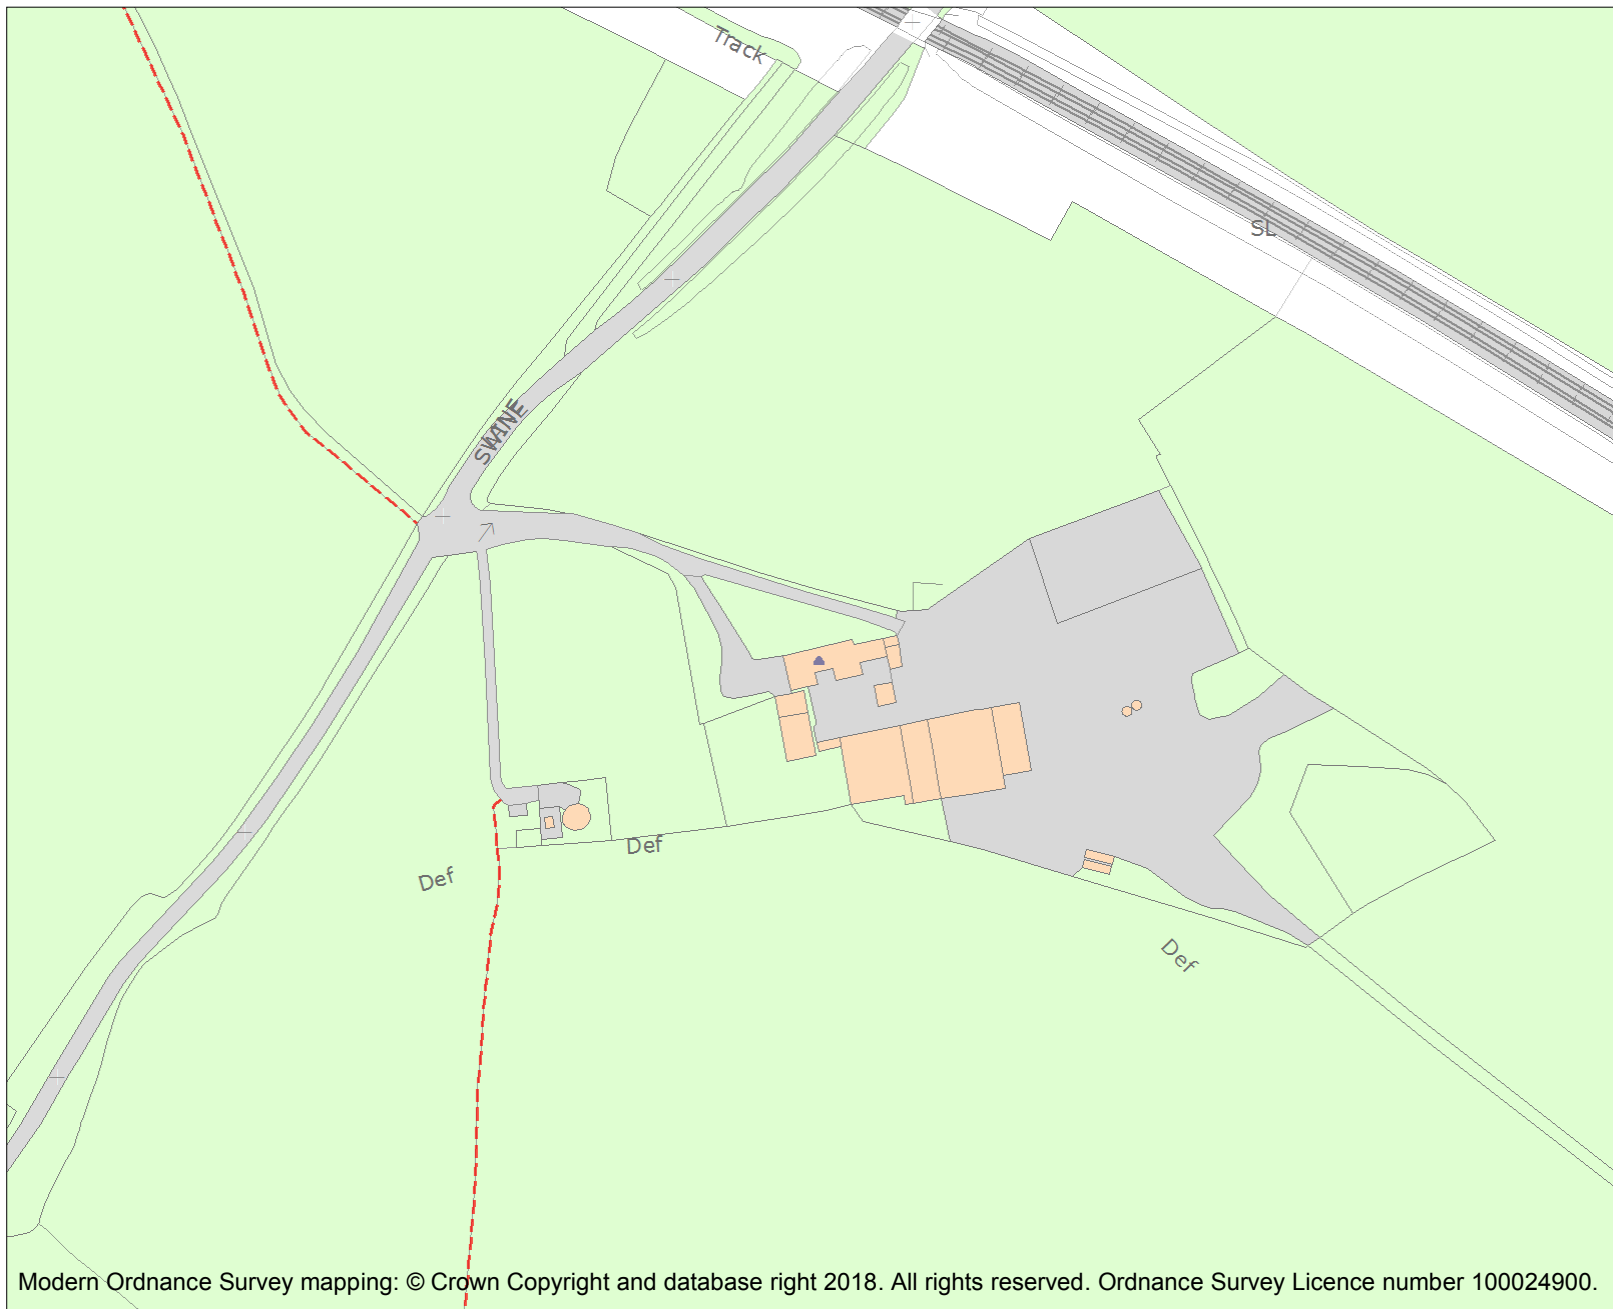 Track
SL
SWINE
Def
Def
Def
Modern Ordnance Survey mapping: © Crown Copyright and database right 2018. All rights reserved. Ordnance Survey Licence number 100024900.